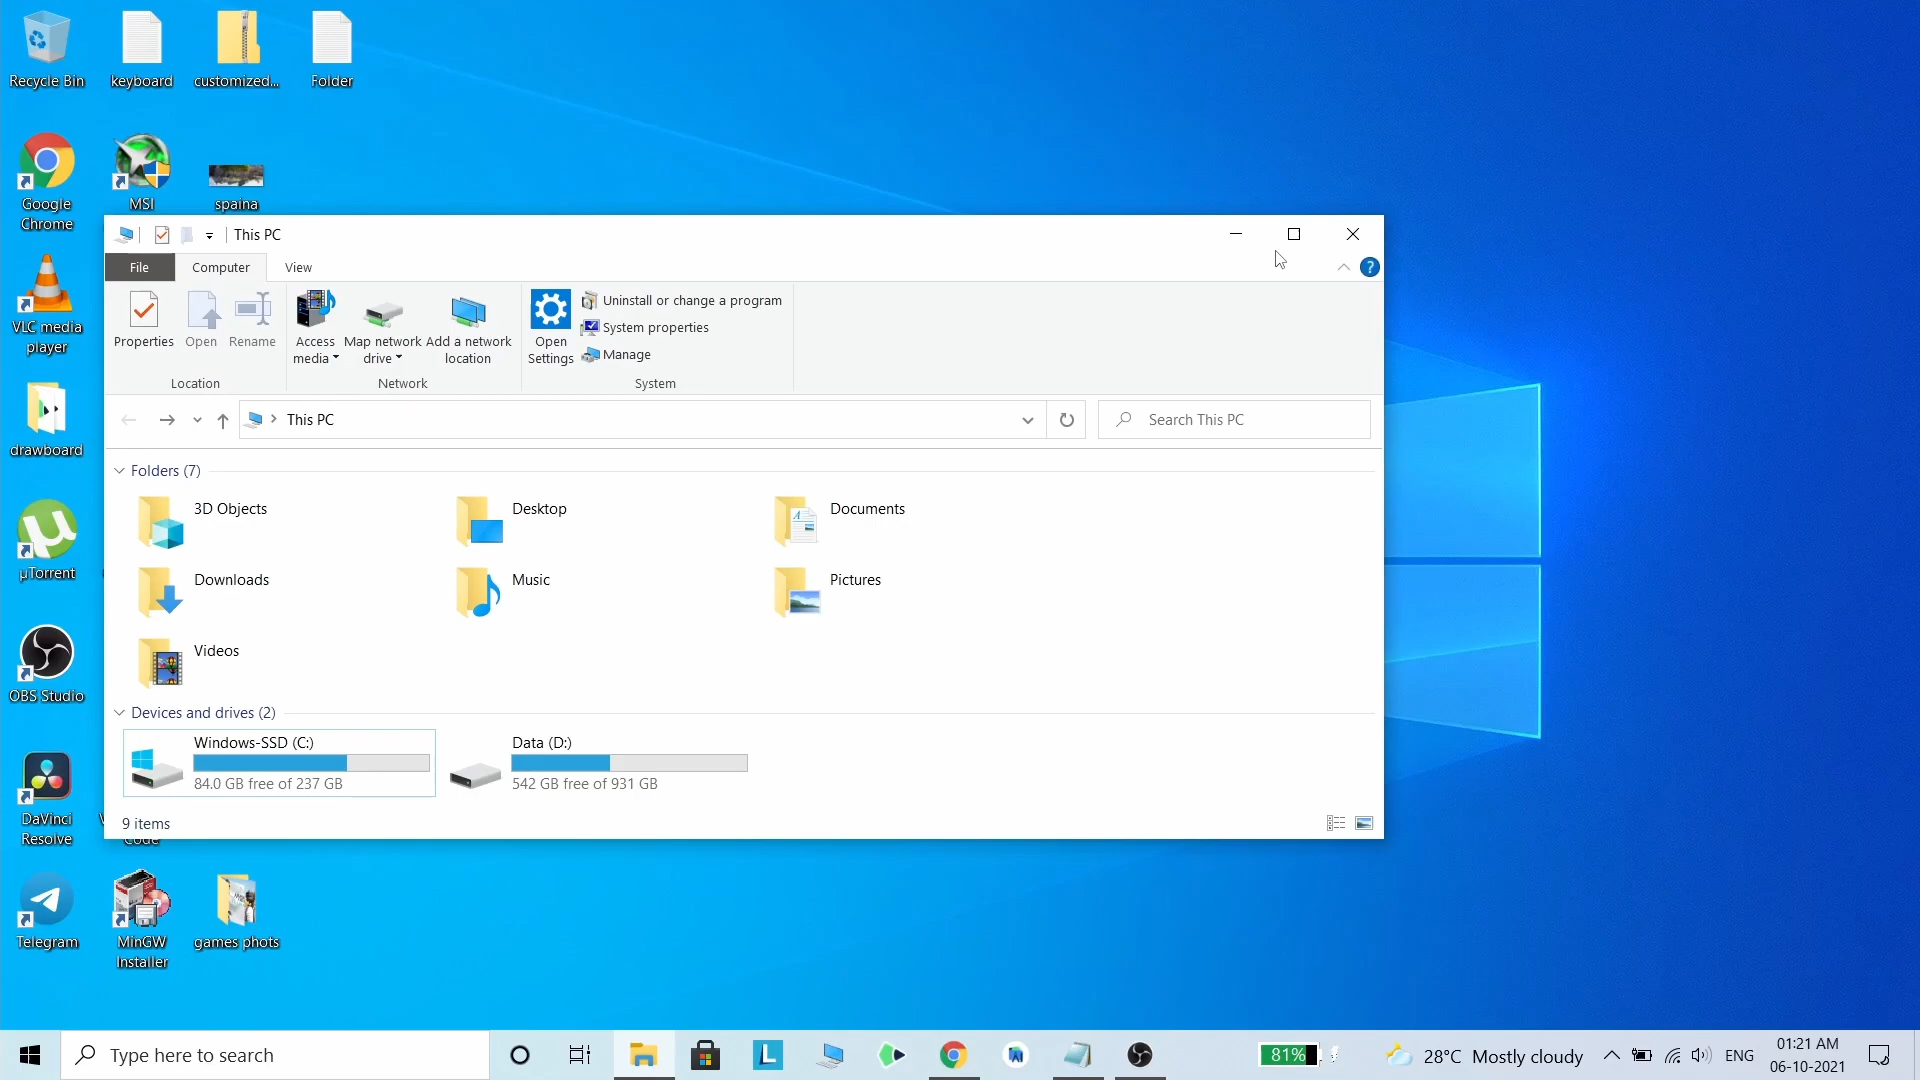 Recycle Bin
keyboard
customized...
Folder
Google
Chrome
MSI
spaina
VLC media
player
drawboard
µTorrent
OBS Studio
DaVinci
Resolve
Code
Telegram
MinGW
Installer
games phots
This PC
File
Computer
View
Properties
Open
Rename
Location
Access
media
Map network
drive
Add a network
location
Network
Open
Settings
Uninstall or change a program
System properties
Manage
System
This PC
Search This PC
Folders (7)
3D Objects
Desktop
Documents
Downloads
Music
Pictures
Videos
Devices and drives (2)
Windows-SSD (C:)
84.0 GB free of 237 GB
Data (D:)
542 GB free of 931 GB
9 items
Type here to search
81%
28°C Mostly cloudy
ENG
01:21 AM
06-10-2021